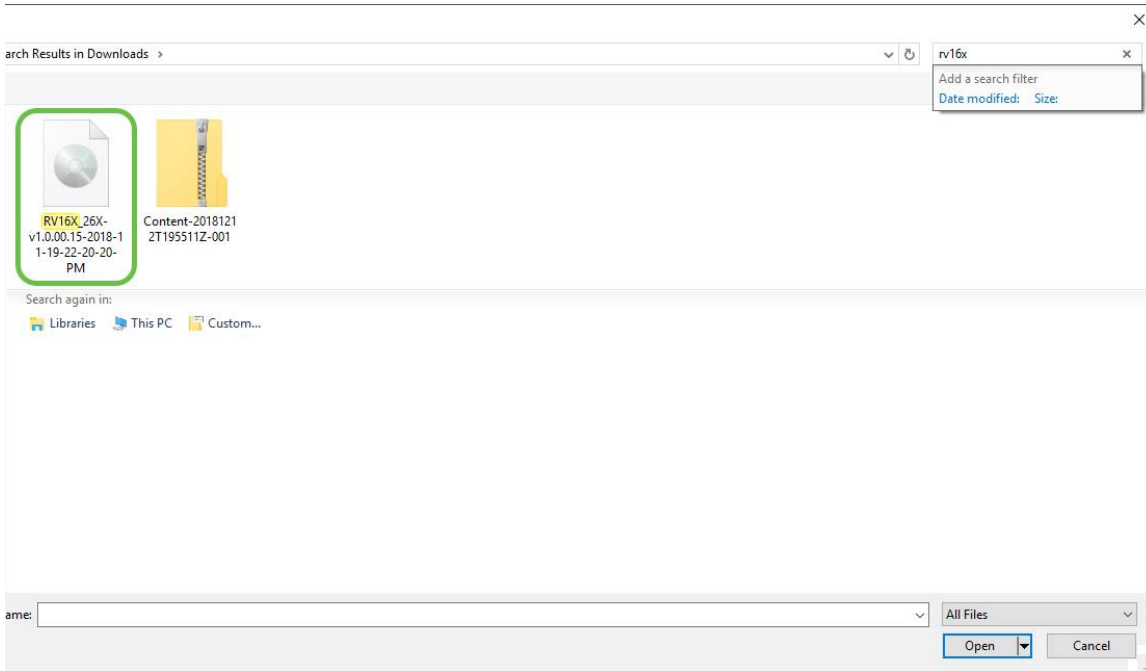 arch Results in Downloads >
rv16x
Add a search filter
Date modified: Size:
RV16X_26X-
v1.0.00.15-2018-1
1-19-22-20-20-
PM
Content-2018121
2T195511Z-001
Search again in:
Libraries This PC Custom...
ame:
All Files
Open Cancel